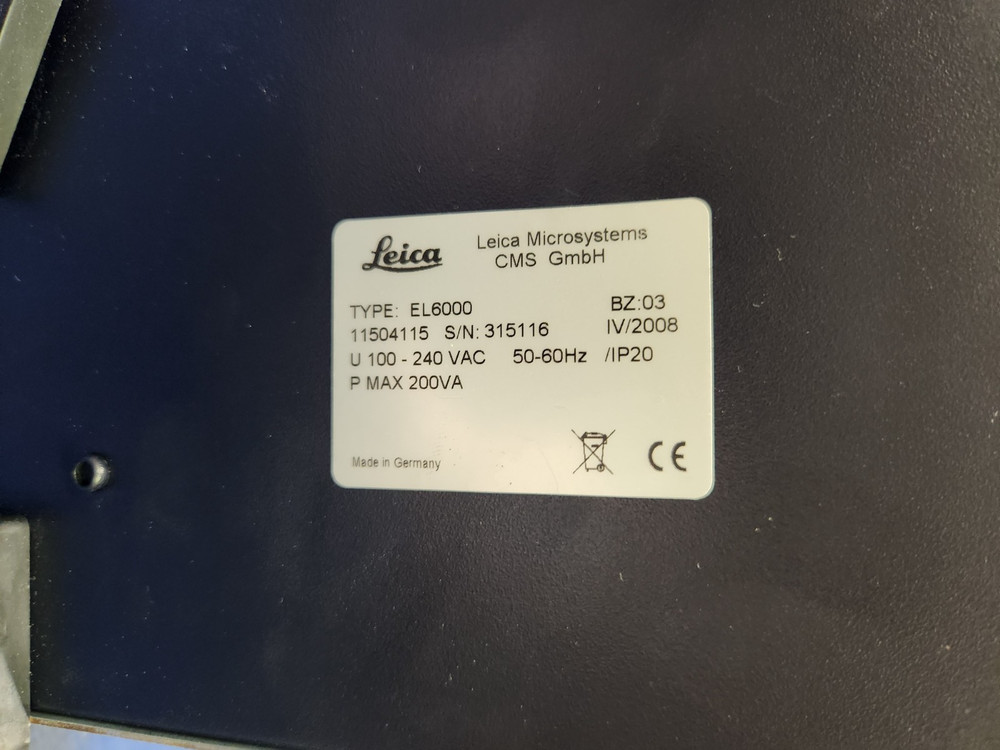 Leica
Leica Microsystems
CMS GmbH
TYPE: EL6000 BZ:03
11504115 S/N: 315116 IV/2008
U 100 - 240 VAC 50-60Hz /IP20
P MAX 200VA
Made in Germany
CE